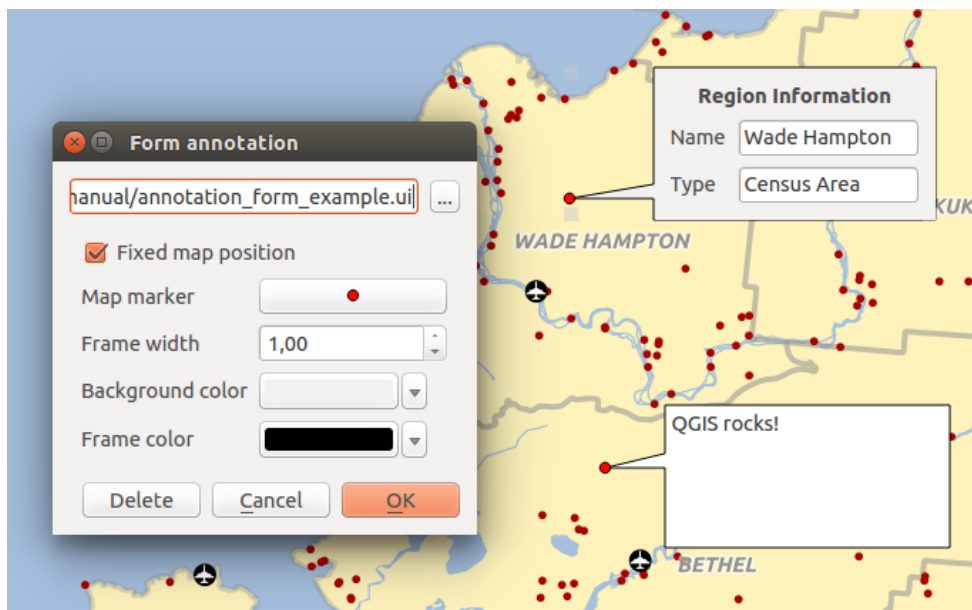 Form annotation
nanual/annotation_form_example.ui
...
Fixed map position
Map marker
Frame width
1,00
Background color
Frame color
Delete
Cancel
OK
Region Information
Name
Wade Hampton
Type
Census Area
KUK
WADE HAMPTON
QGIS rocks!
BETHEL